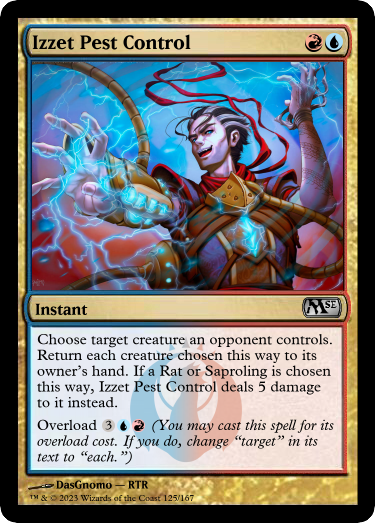 Izzet Pest Control
Instant
M SE
Choose target creature an opponent controls.
Return each creature chosen this way to its
owner's hand. If a Rat or Saproling is chosen
this way, Izzet Pest Control deals 5 damage
to it instead.
Overload 3 (You may cast this spell for its
overload cost. If you do, change “target” in its
text to “each.”)
DasGnomo — RTR
™ & © 2023 Wizards of the Coast 125/167